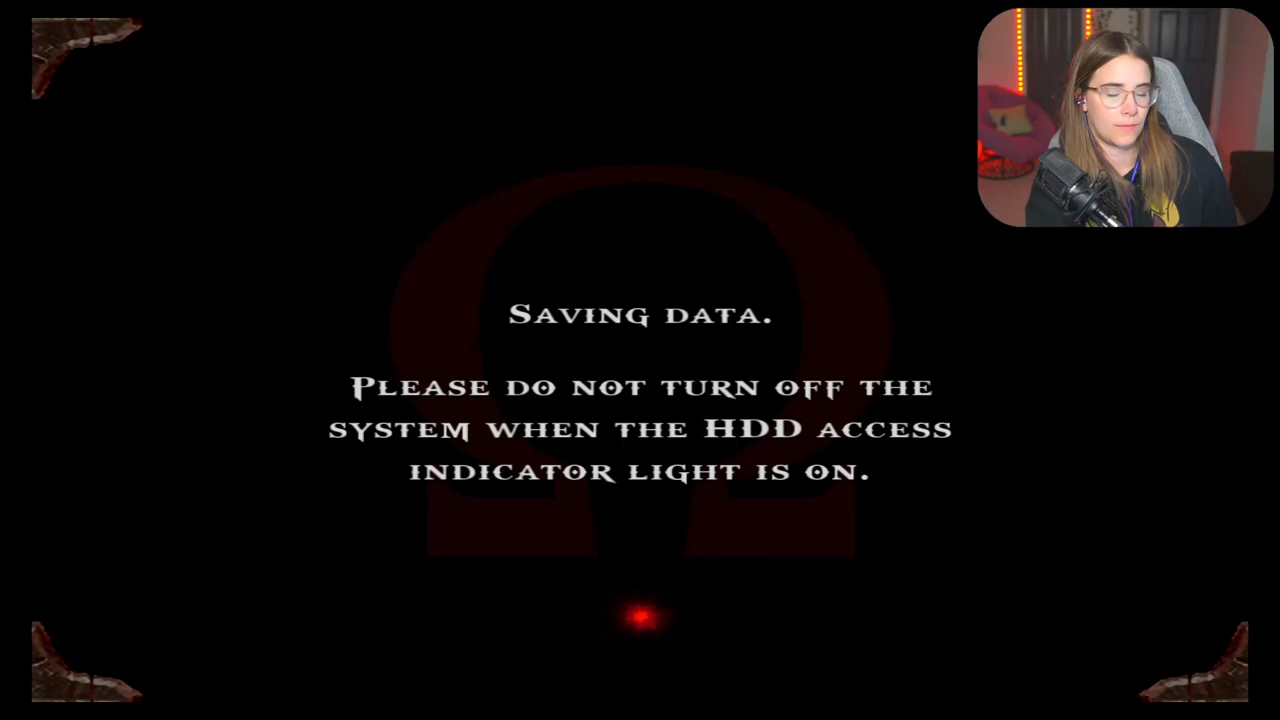 Saving data.
Please do not turn off the
system when the HDD access
indicator light is on.